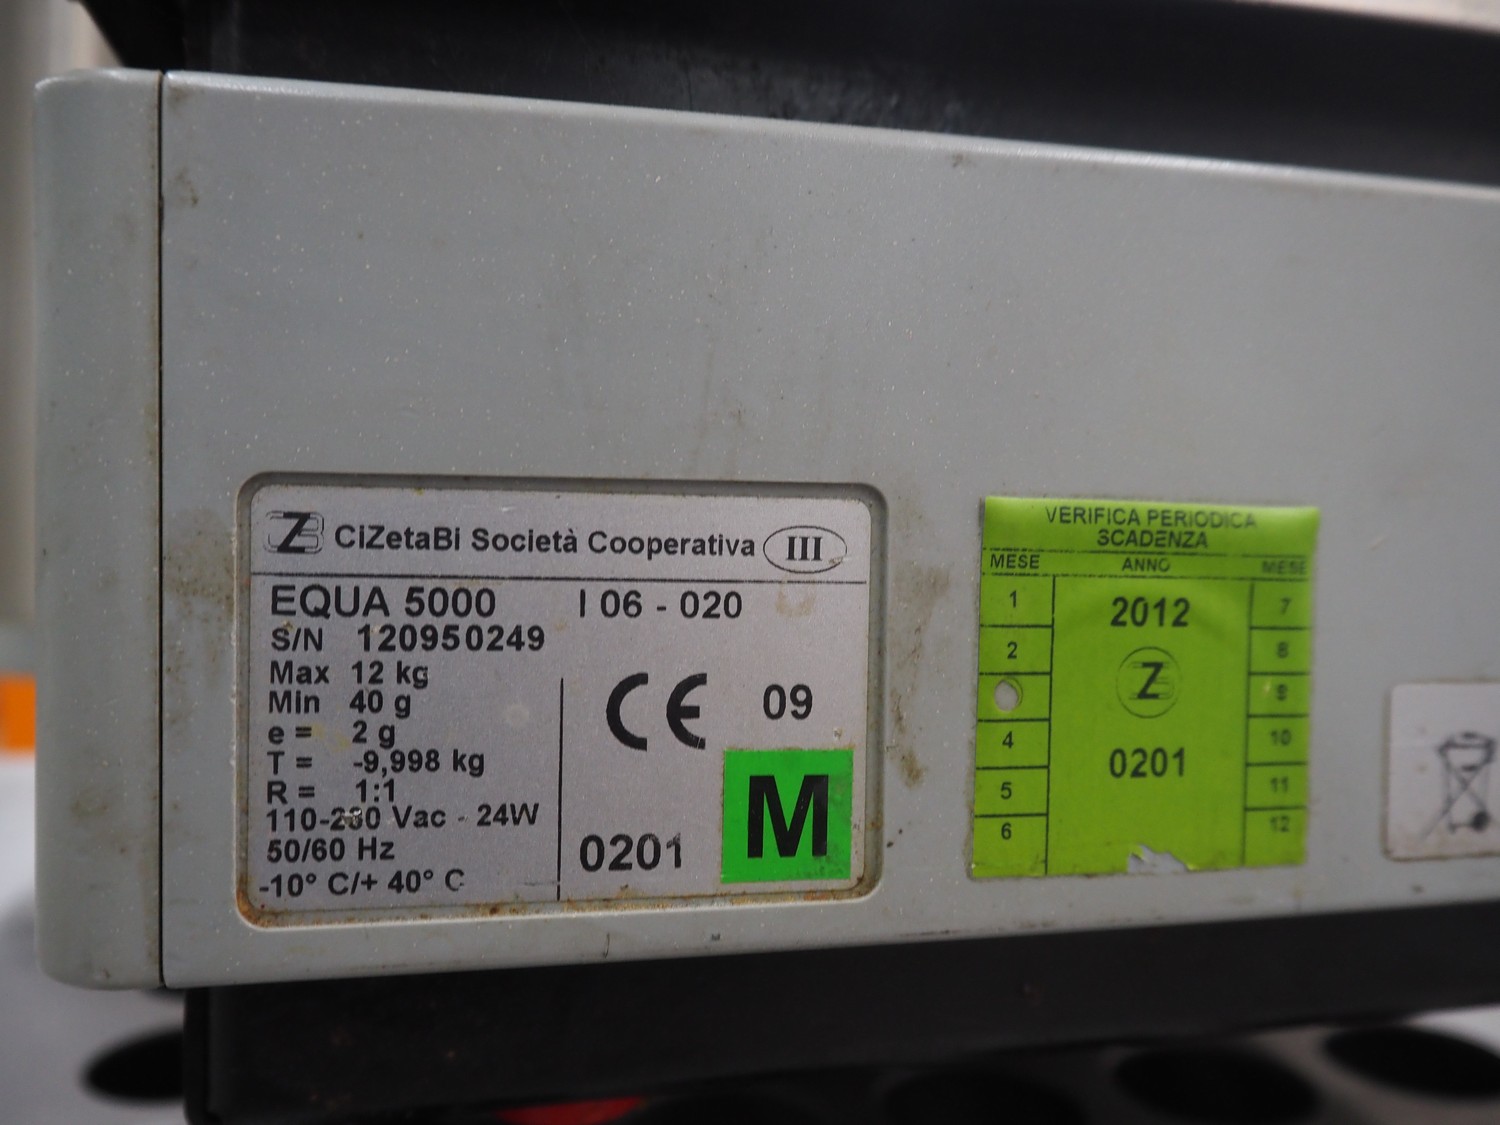 ZB CiZetaBi Società Cooperativa III
EQUA 5000 I 06 - 020
S/N 120950249
Max 12 kg
Min 40 g
e = 2 g
T = -9,998 kg
R = 1:1
110-230 Vac - 24W
50/60 Hz
-10° C/+ 40° C
CE 09
0201 M
VERIFICA PERIODICA
SCADENZA
MESE ANNO MESE
1 2012 7
2 8
Z 9
4 10
0201
5 11
6 12